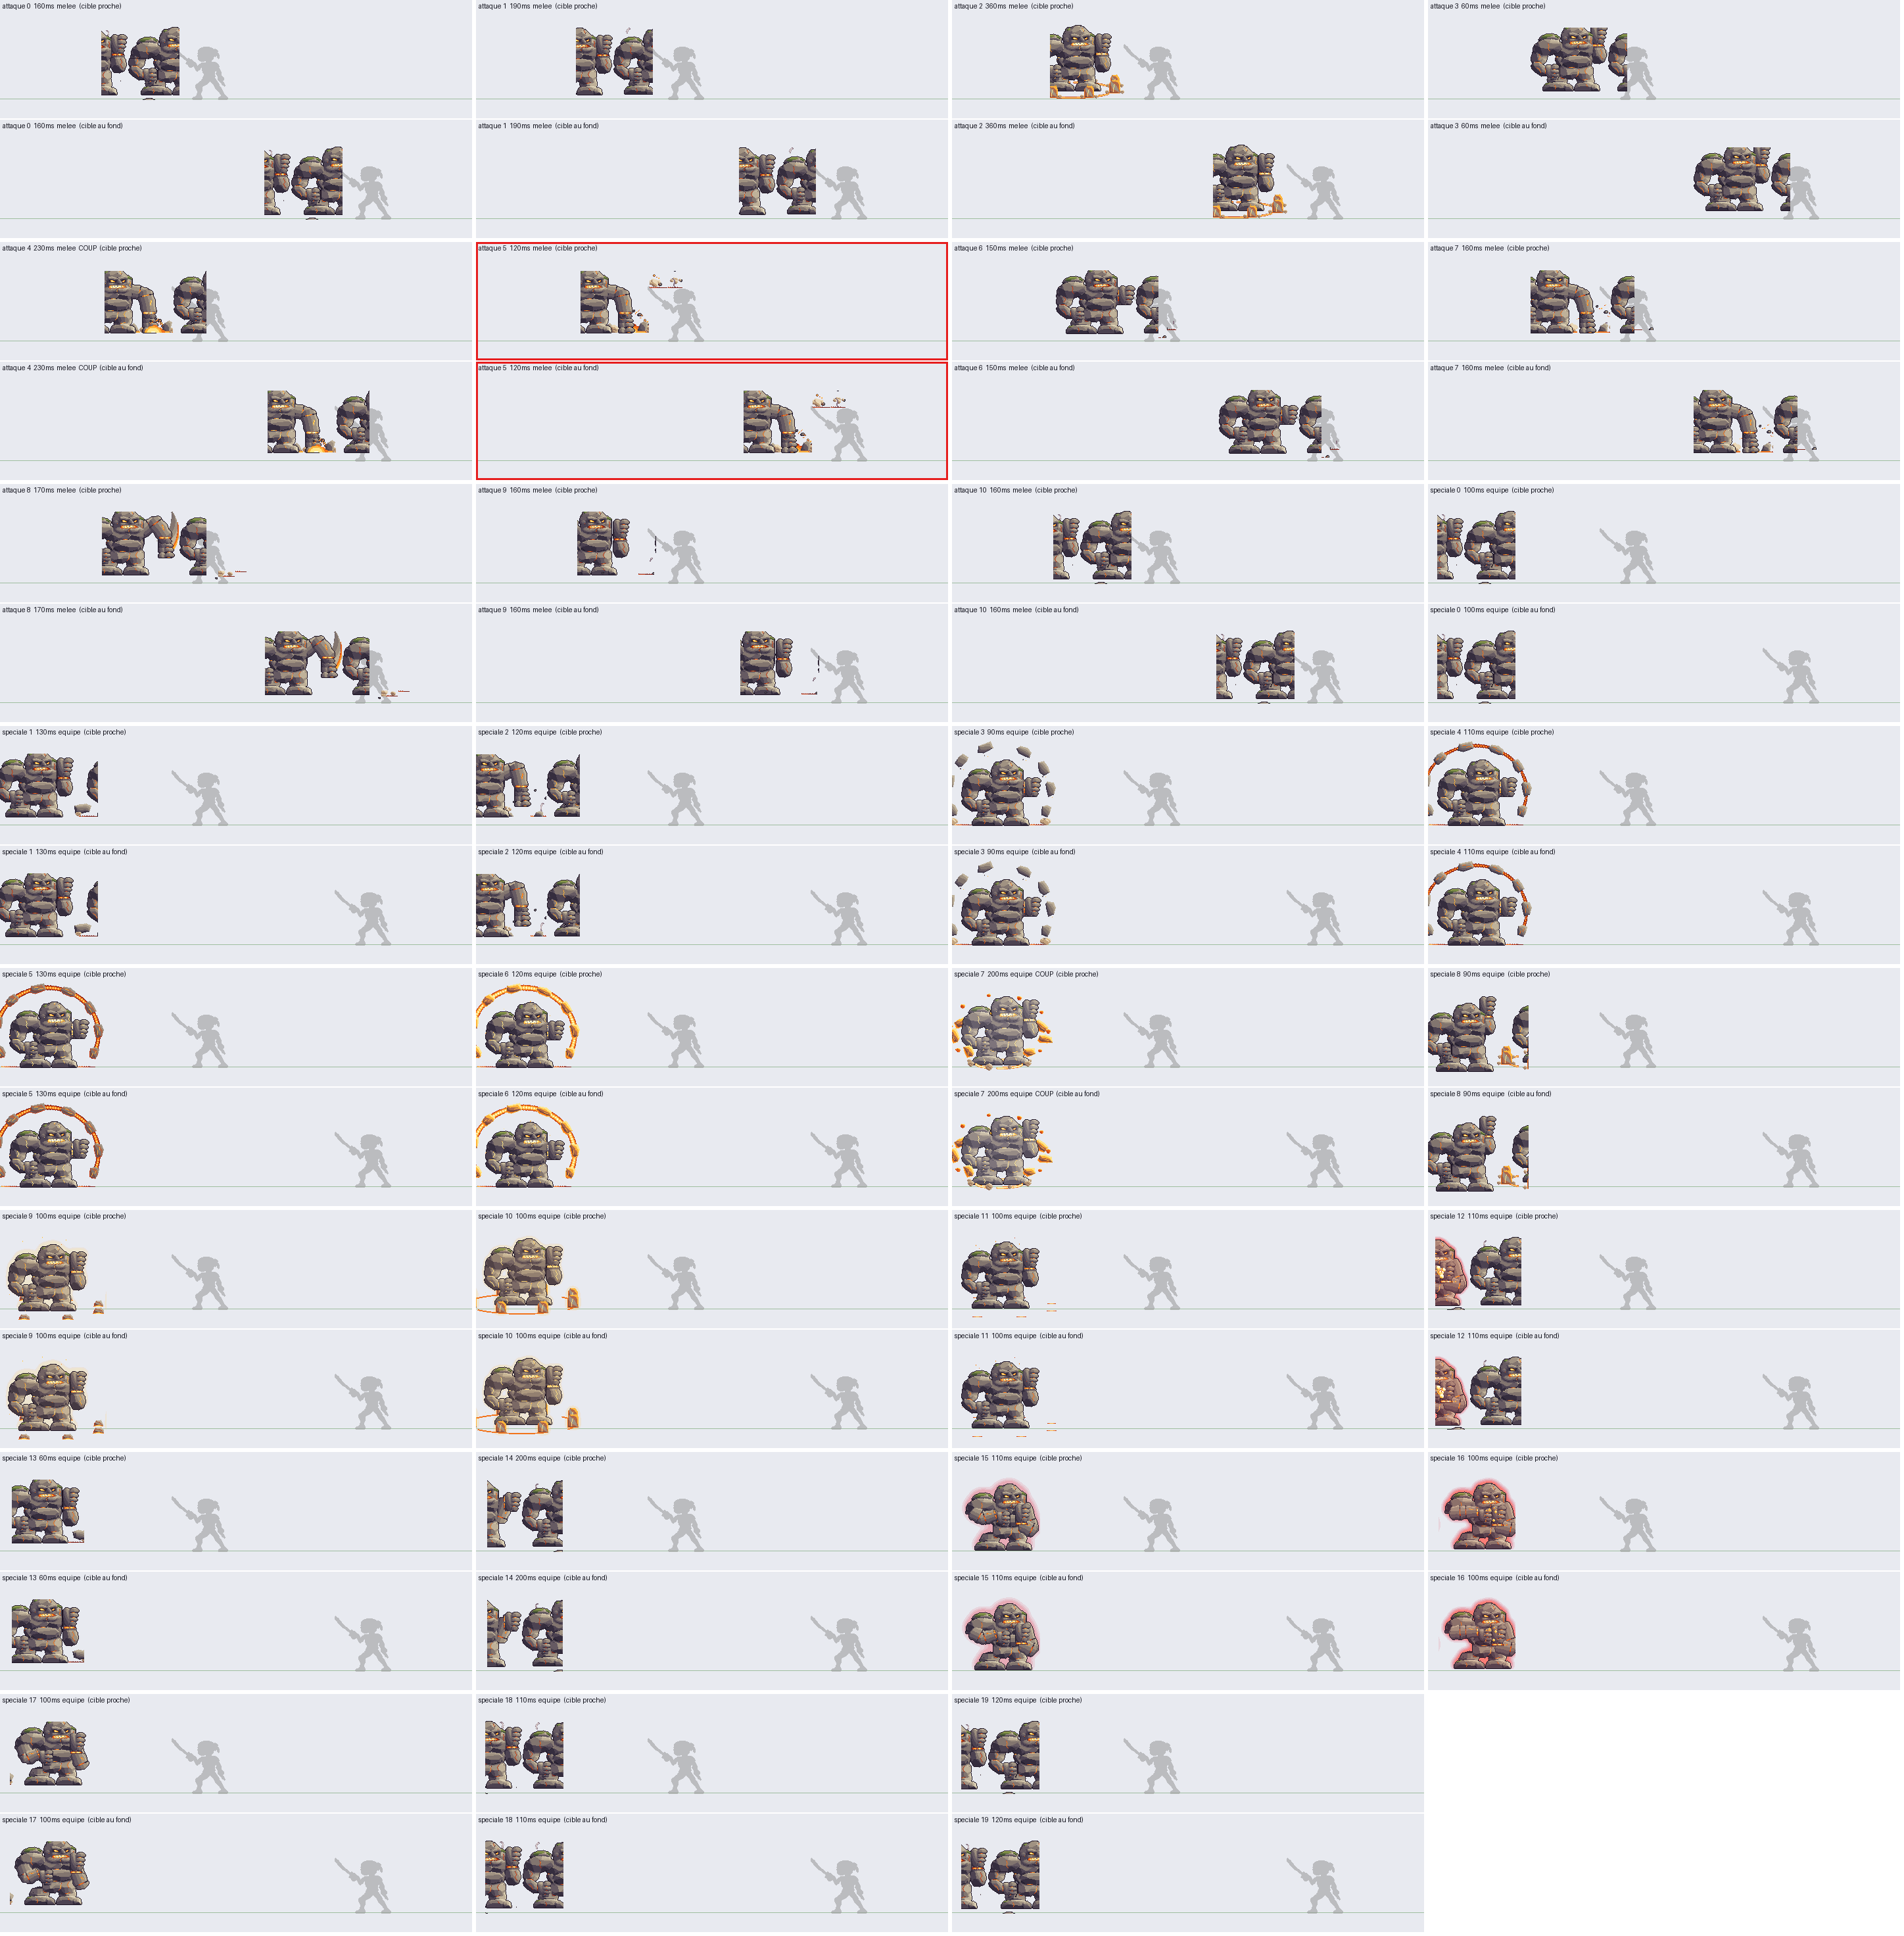 attaque 0 160ms melee (cible proche)
attaque 1 190ms melee (cible proche)
attaque 2 360ms melee (cible proche)
attaque 3 60ms melee (cible proche)
attaque 0 160ms melee (cible au fond)
attaque 1 190ms melee (cible au fond)
attaque 2 360ms melee (cible au fond)
attaque 3 60ms melee (cible au fond)
attaque 4 230ms melee COUP (cible proche)
attaque 5 120ms melee (cible proche)
attaque 6 150ms melee (cible proche)
attaque 7 160ms melee (cible proche)
attaque 4 230ms melee COUP (cible au fond)
attaque 5 120ms melee (cible au fond)
attaque 6 150ms melee (cible au fond)
attaque 7 160ms melee (cible au fond)
attaque 8 170ms melee (cible proche)
attaque 9 160ms melee (cible proche)
attaque 10 160ms melee (cible proche)
speciale 0 100ms equipe (cible proche)
attaque 8 170ms melee (cible au fond)
attaque 9 160ms melee (cible au fond)
attaque 10 160ms melee (cible au fond)
speciale 0 100ms equipe (cible au fond)
speciale 1 130ms equipe (cible proche)
speciale 2 120ms equipe (cible proche)
speciale 3 90ms equipe (cible proche)
speciale 4 110ms equipe (cible proche)
speciale 1 130ms equipe (cible au fond)
speciale 2 120ms equipe (cible au fond)
speciale 3 90ms equipe (cible au fond)
speciale 4 110ms equipe (cible au fond)
speciale 5 130ms equipe (cible proche)
speciale 6 120ms equipe (cible proche)
speciale 7 200ms equipe COUP (cible proche)
speciale 8 90ms equipe (cible proche)
speciale 5 130ms equipe (cible au fond)
speciale 6 120ms equipe (cible au fond)
speciale 7 200ms equipe COUP (cible au fond)
speciale 8 90ms equipe (cible au fond)
speciale 9 100ms equipe (cible proche)
speciale 10 100ms equipe (cible proche)
speciale 11 100ms equipe (cible proche)
speciale 12 110ms equipe (cible proche)
speciale 9 100ms equipe (cible au fond)
speciale 10 100ms equipe (cible au fond)
speciale 11 100ms equipe (cible au fond)
speciale 12 110ms equipe (cible au fond)
speciale 13 60ms equipe (cible proche)
speciale 14 200ms equipe (cible proche)
speciale 15 110ms equipe (cible proche)
speciale 16 100ms equipe (cible proche)
speciale 13 60ms equipe (cible au fond)
speciale 14 200ms equipe (cible au fond)
speciale 15 110ms equipe (cible au fond)
speciale 16 100ms equipe (cible au fond)
speciale 17 100ms equipe (cible proche)
speciale 18 110ms equipe (cible proche)
speciale 19 120ms equipe (cible proche)
speciale 17 100ms equipe (cible au fond)
speciale 18 110ms equipe (cible au fond)
speciale 19 120ms equipe (cible au fond)